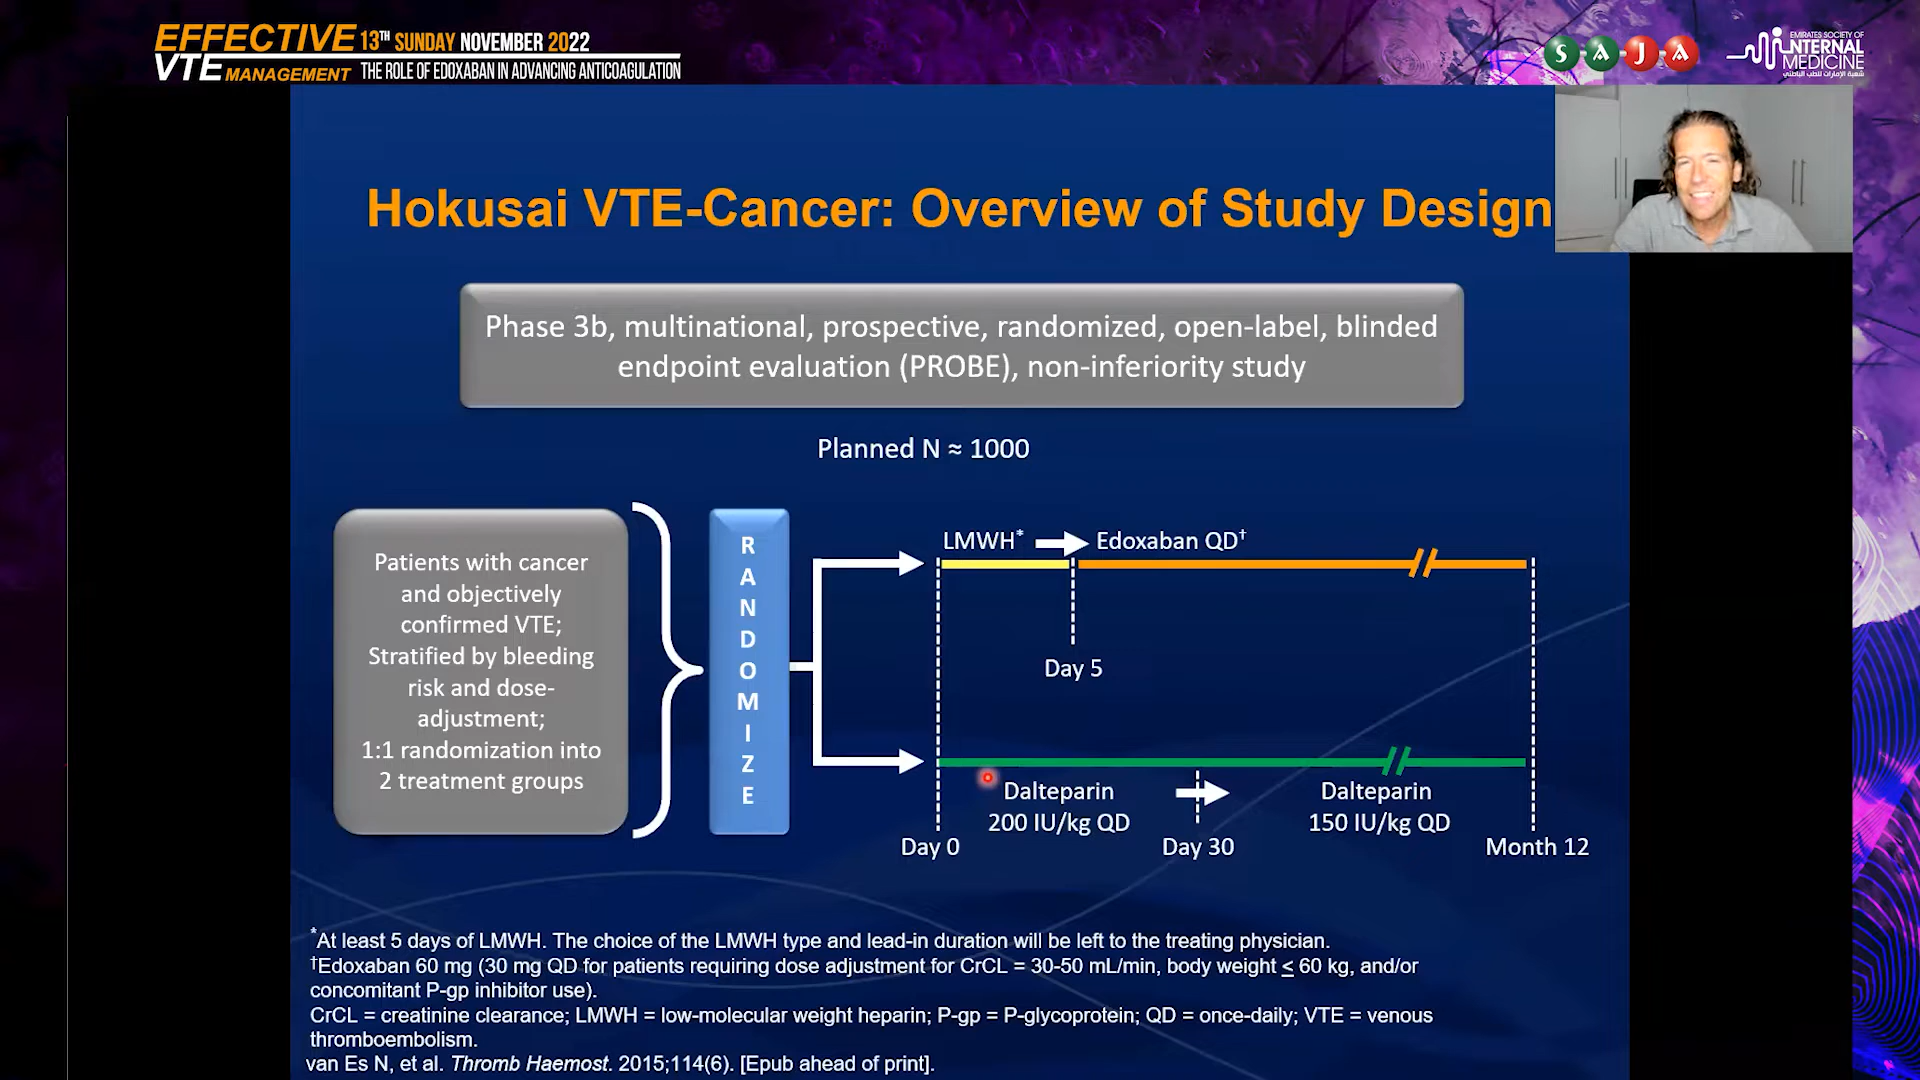 EFFECTIVE 13TH SUNDAY NOVEMBER 2022
VTE MANAGEMENT THE ROLE OF EDOXABAN IN ADVANCING ANTICOAGULATION
S A J A
EMIRATES SOCIETY OF
INTERNAL
MEDICINE
شعبة الإمارات للطب الباطني
Hokusai VTE-Cancer: Overview of Study Design
Phase 3b, multinational, prospective, randomized, open-label, blinded
endpoint evaluation (PROBE), non-inferiority study
Planned N ≈ 1000
Patients with cancer
and objectively
confirmed VTE;
Stratified by bleeding
risk and dose-
adjustment;
1:1 randomization into
2 treatment groups
R
A
N
D
O
M
I
Z
E
LMWH* Edoxaban QD†
Day 5
Dalteparin
200 IU/kg QD
Dalteparin
150 IU/kg QD
Day 0 Day 30 Month 12
*At least 5 days of LMWH. The choice of the LMWH type and lead-in duration will be left to the treating physician.
†Edoxaban 60 mg (30 mg QD for patients requiring dose adjustment for CrCL = 30-50 mL/min, body weight ≤ 60 kg, and/or
concomitant P-gp inhibitor use).
CrCL = creatinine clearance; LMWH = low-molecular weight heparin; P-gp = P-glycoprotein; QD = once-daily; VTE = venous
thromboembolism.
van Es N, et al. Thromb Haemost. 2015;114(6). [Epub ahead of print].